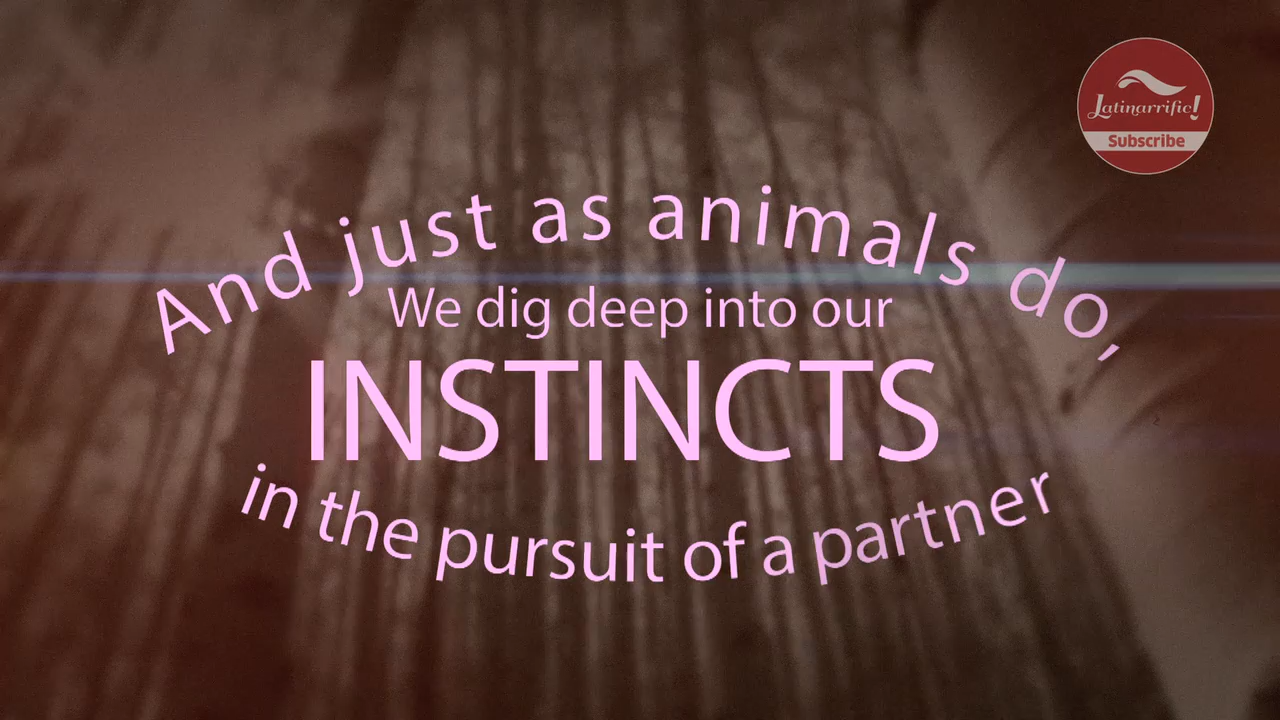 Latinarrific!
Subscribe
And just as animals do,
We dig deep into our
INSTINCTS
in the pursuit of a partner